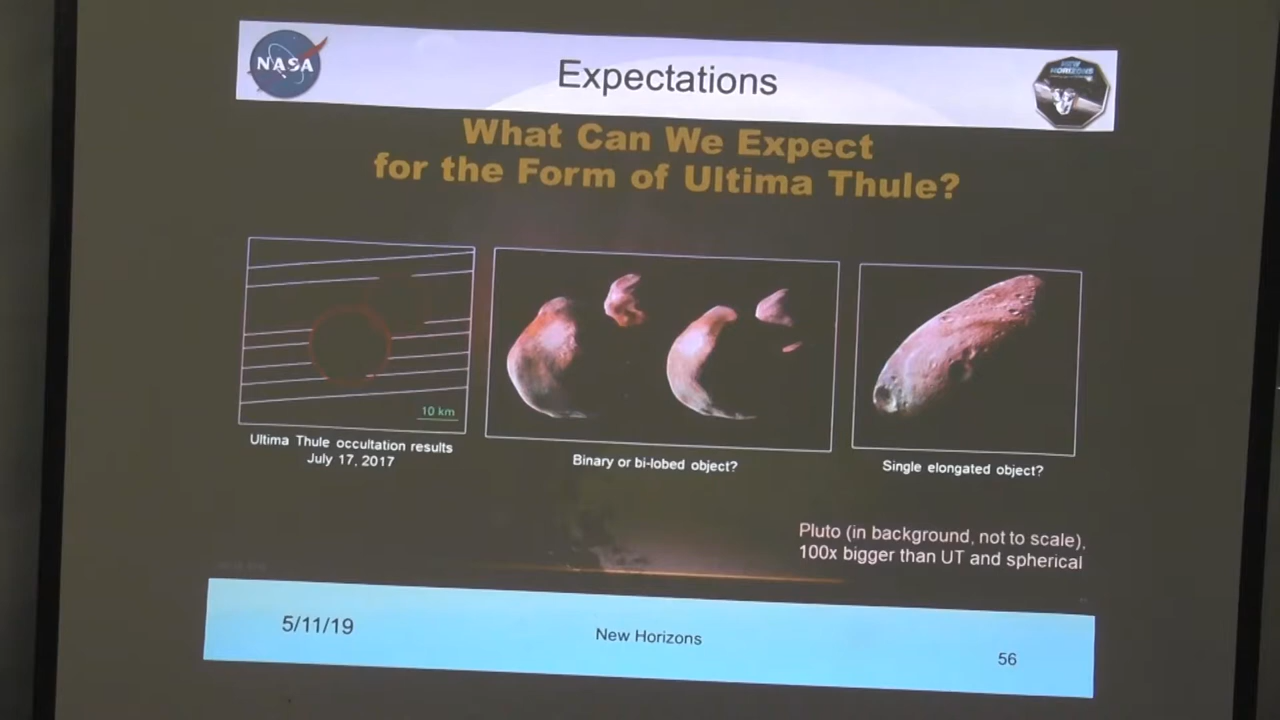 NASA
Expectations
NEW
HORIZONS
What Can We Expect
for the Form of Ultima Thule?
10 km
Ultima Thule occultation results
July 17, 2017
Binary or bi-lobed object?
Single elongated object?
Pluto (in background, not to scale),
100x bigger than UT and spherical
5/11/19
New Horizons
56